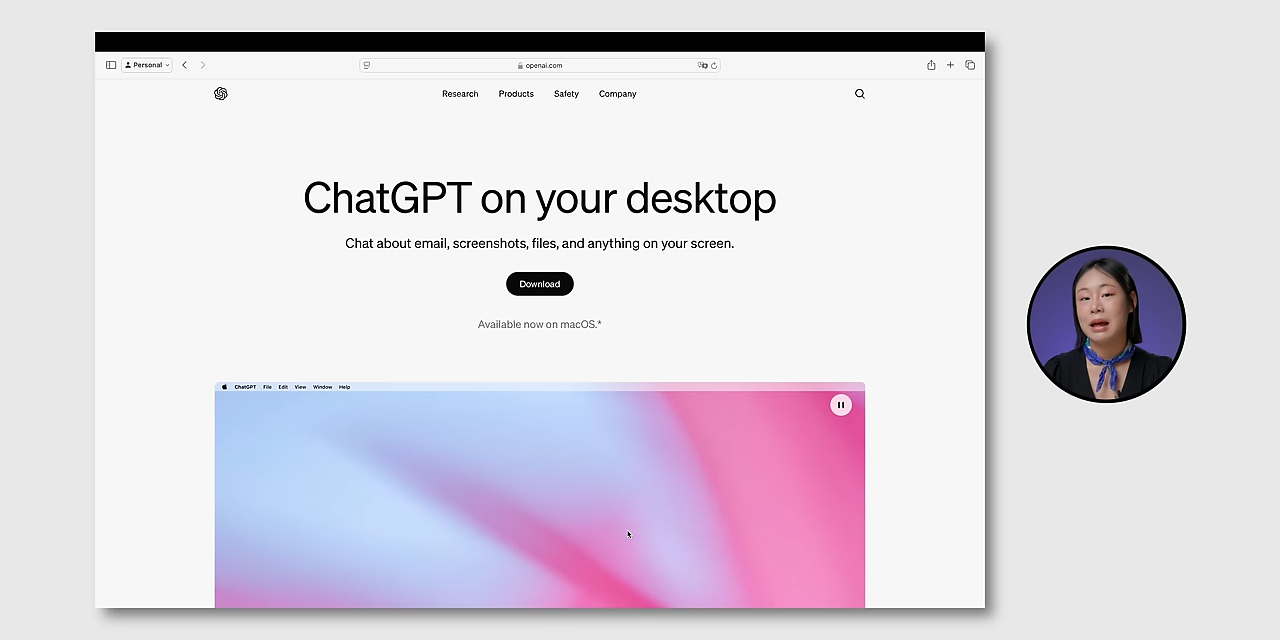 Personal
openai.com
Research Products Safety Company
ChatGPT on your desktop
Chat about email, screenshots, files, and anything on your screen.
Download
Available now on macOS.*
ChatGPT File Edit View Window Help